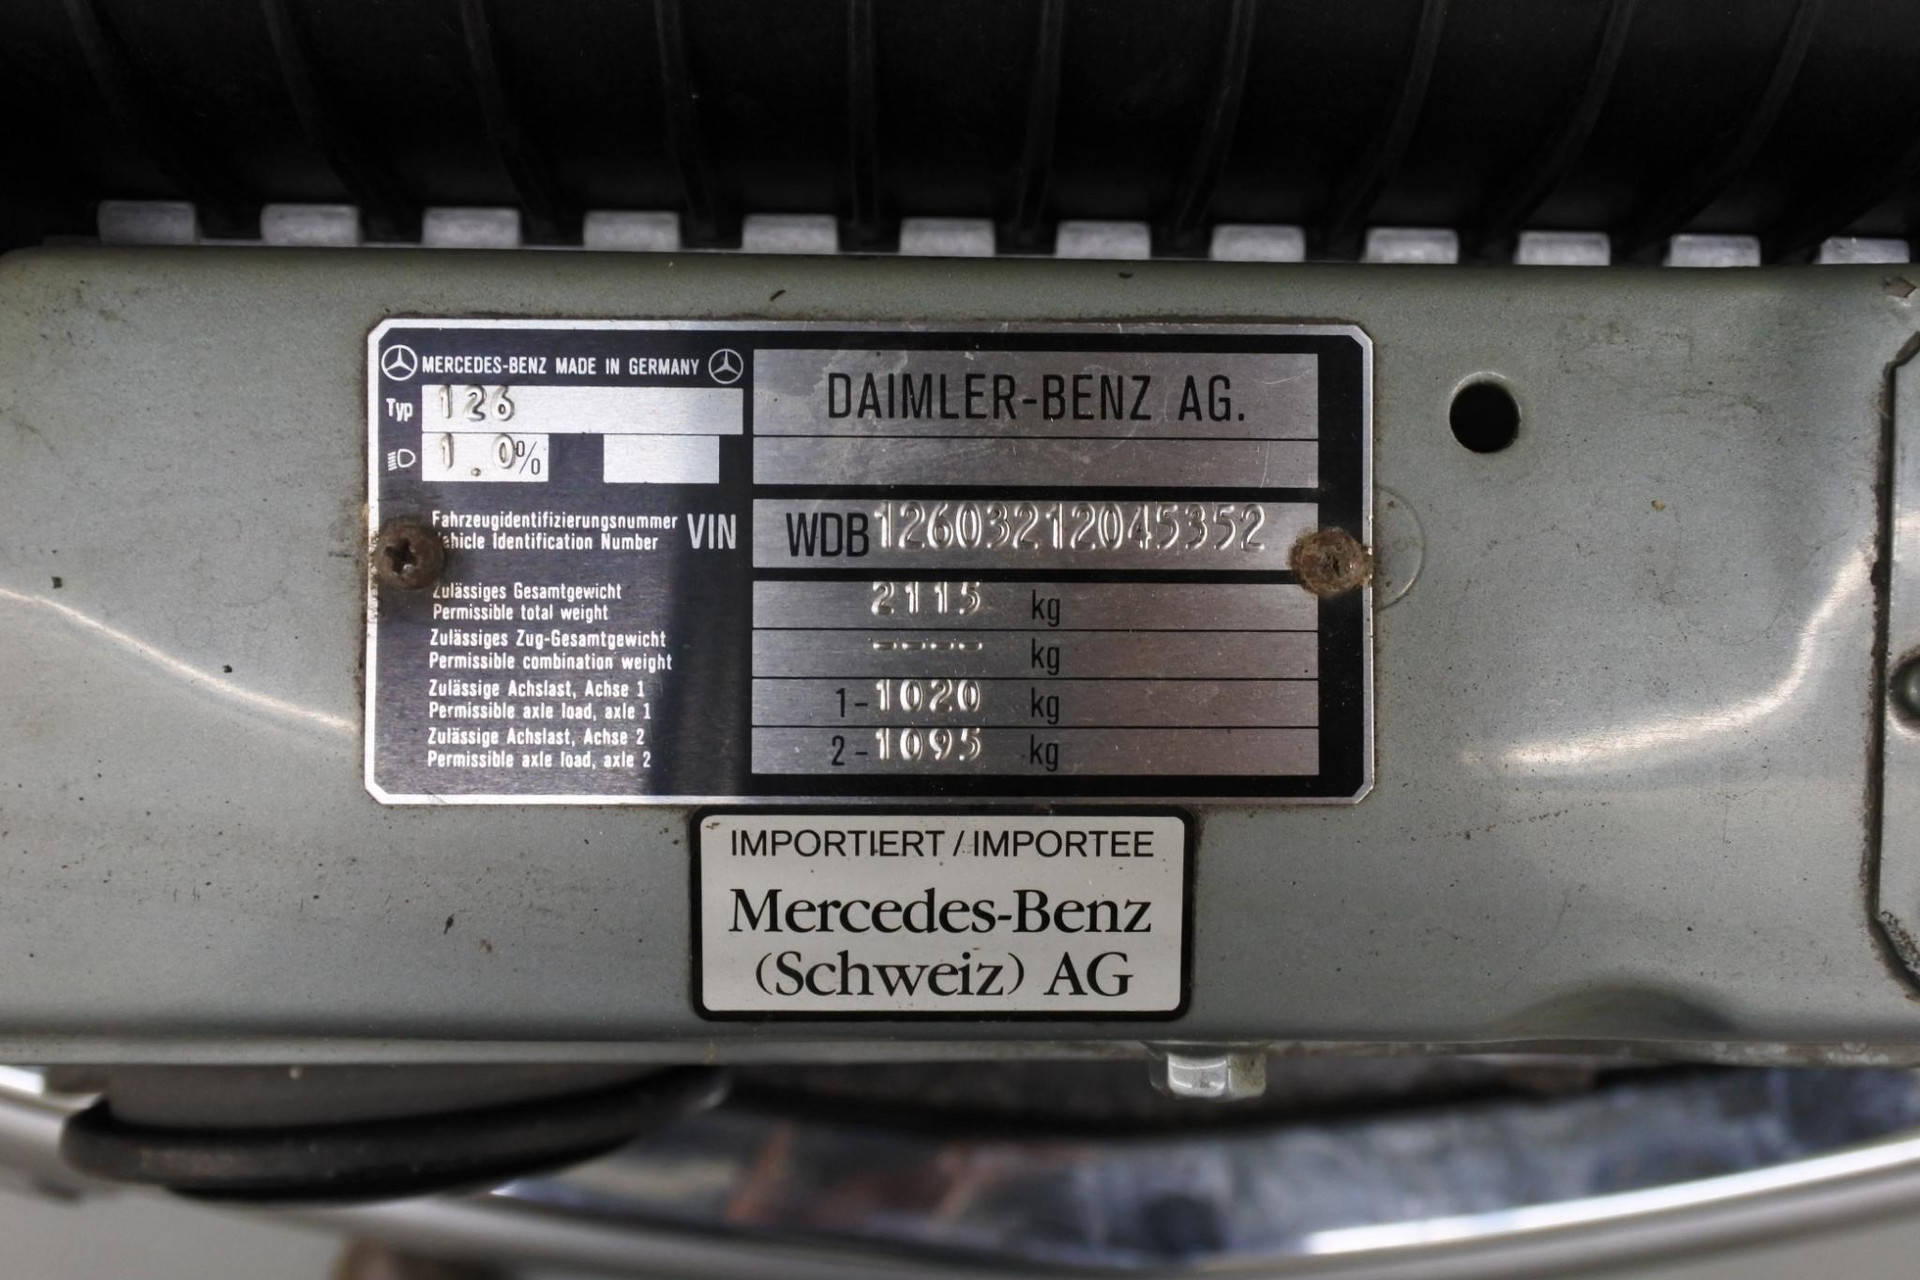 MERCEDES-BENZ MADE IN GERMANY
Typ 126
1.0%
DAIMLER-BENZ AG.
Fahrzeugidentifizierungsnummer
Vehicle Identification Number
VIN
WDB12603212045352
Zulässiges Gesamtgewicht
Permissible total weight
2115 kg
Zulässiges Zug-Gesamtgewicht
Permissible combination weight
---- kg
Zulässige Achslast, Achse 1
Permissible axle load, axle 1
1-1020 kg
Zulässige Achslast, Achse 2
Permissible axle load, axle 2
2-1095 kg
IMPORTIERT / IMPORTEE
Mercedes-Benz
(Schweiz) AG